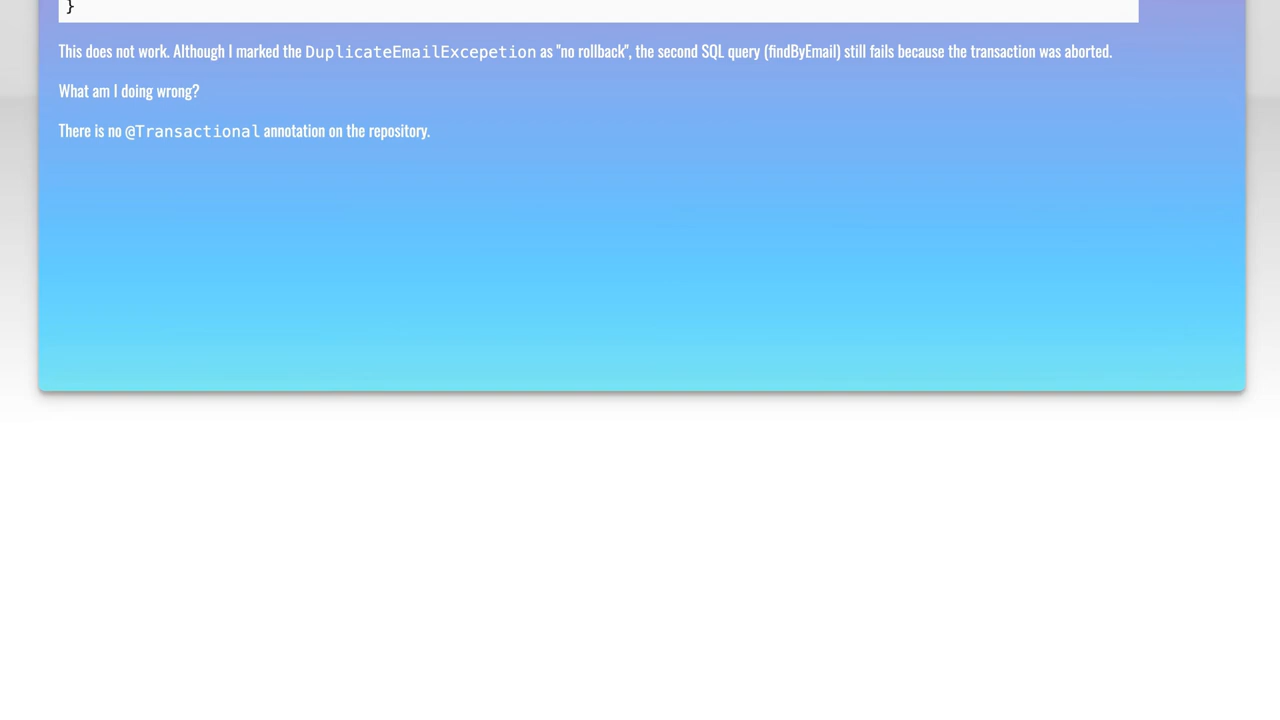 }
This does not work. Although I marked the DuplicateEmailExcepetion as "no rollback", the second SQL query (findByEmail) still fails because the transaction was aborted.
What am I doing wrong?
There is no @Transactional annotation on the repository.